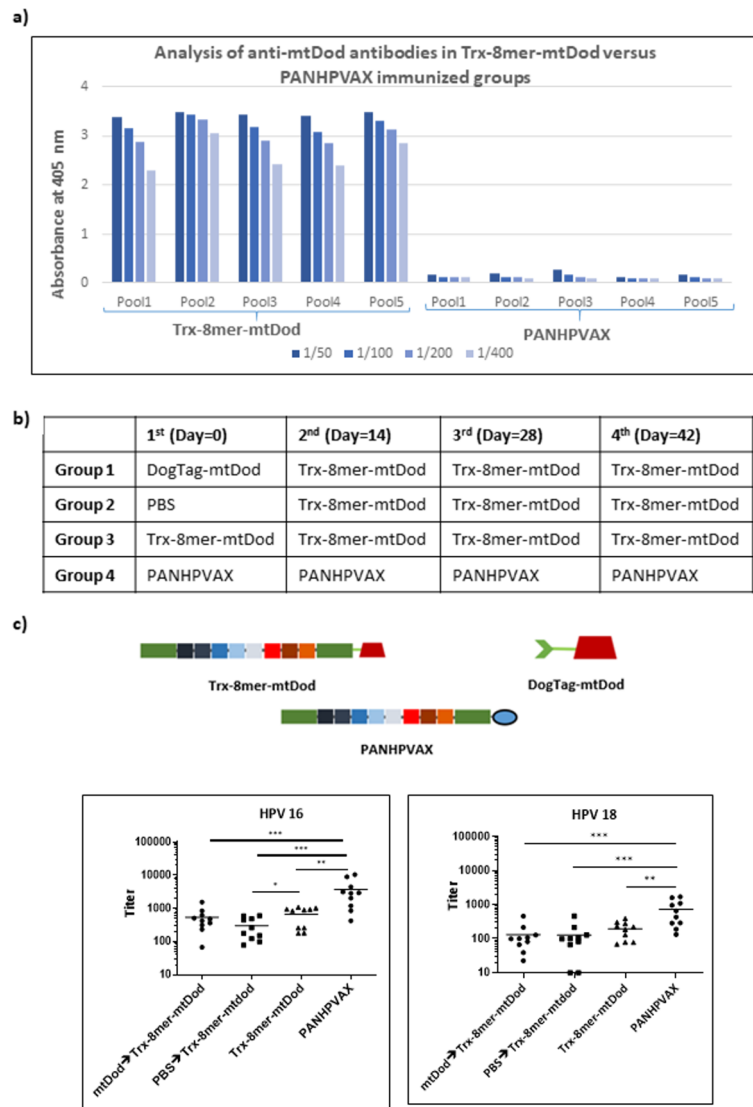 a)
Analysis of anti-mtDod antibodies in Trx-8mer-mtDod versus
PANHPVAX immunized groups
Absorbance at 405 nm
4
3
2
1
0
Pool1 Pool2 Pool3 Pool4 Pool5 Pool1 Pool2 Pool3 Pool4 Pool5
Trx-8mer-mtDod PANHPVAX
1/50 1/100 1/200 1/400
b)
1st (Day=0) 2nd (Day=14) 3rd (Day=28) 4th (Day=42)
Group 1 DogTag-mtDod Trx-8mer-mtDod Trx-8mer-mtDod Trx-8mer-mtDod
Group 2 PBS Trx-8mer-mtDod Trx-8mer-mtDod Trx-8mer-mtDod
Group 3 Trx-8mer-mtDod Trx-8mer-mtDod Trx-8mer-mtDod Trx-8mer-mtDod
Group 4 PANHPVAX PANHPVAX PANHPVAX PANHPVAX
c)
Trx-8mer-mtDod
DogTag-mtDod
PANHPVAX
HPV 16
Titer
100000
10000
1000
100
10
***
***
**
*
mtDod➔Trx-8mer-mtDod
PBS➔Trx-8mer-mtdod
Trx-8mer-mtDod
PANHPVAX
HPV 18
Titer
100000
10000
1000
100
10
***
***
**
mtDod➔Trx-8mer-mtDod
PBS➔Trx-8mer-mtdod
Trx-8mer-mtDod
PANHPVAX